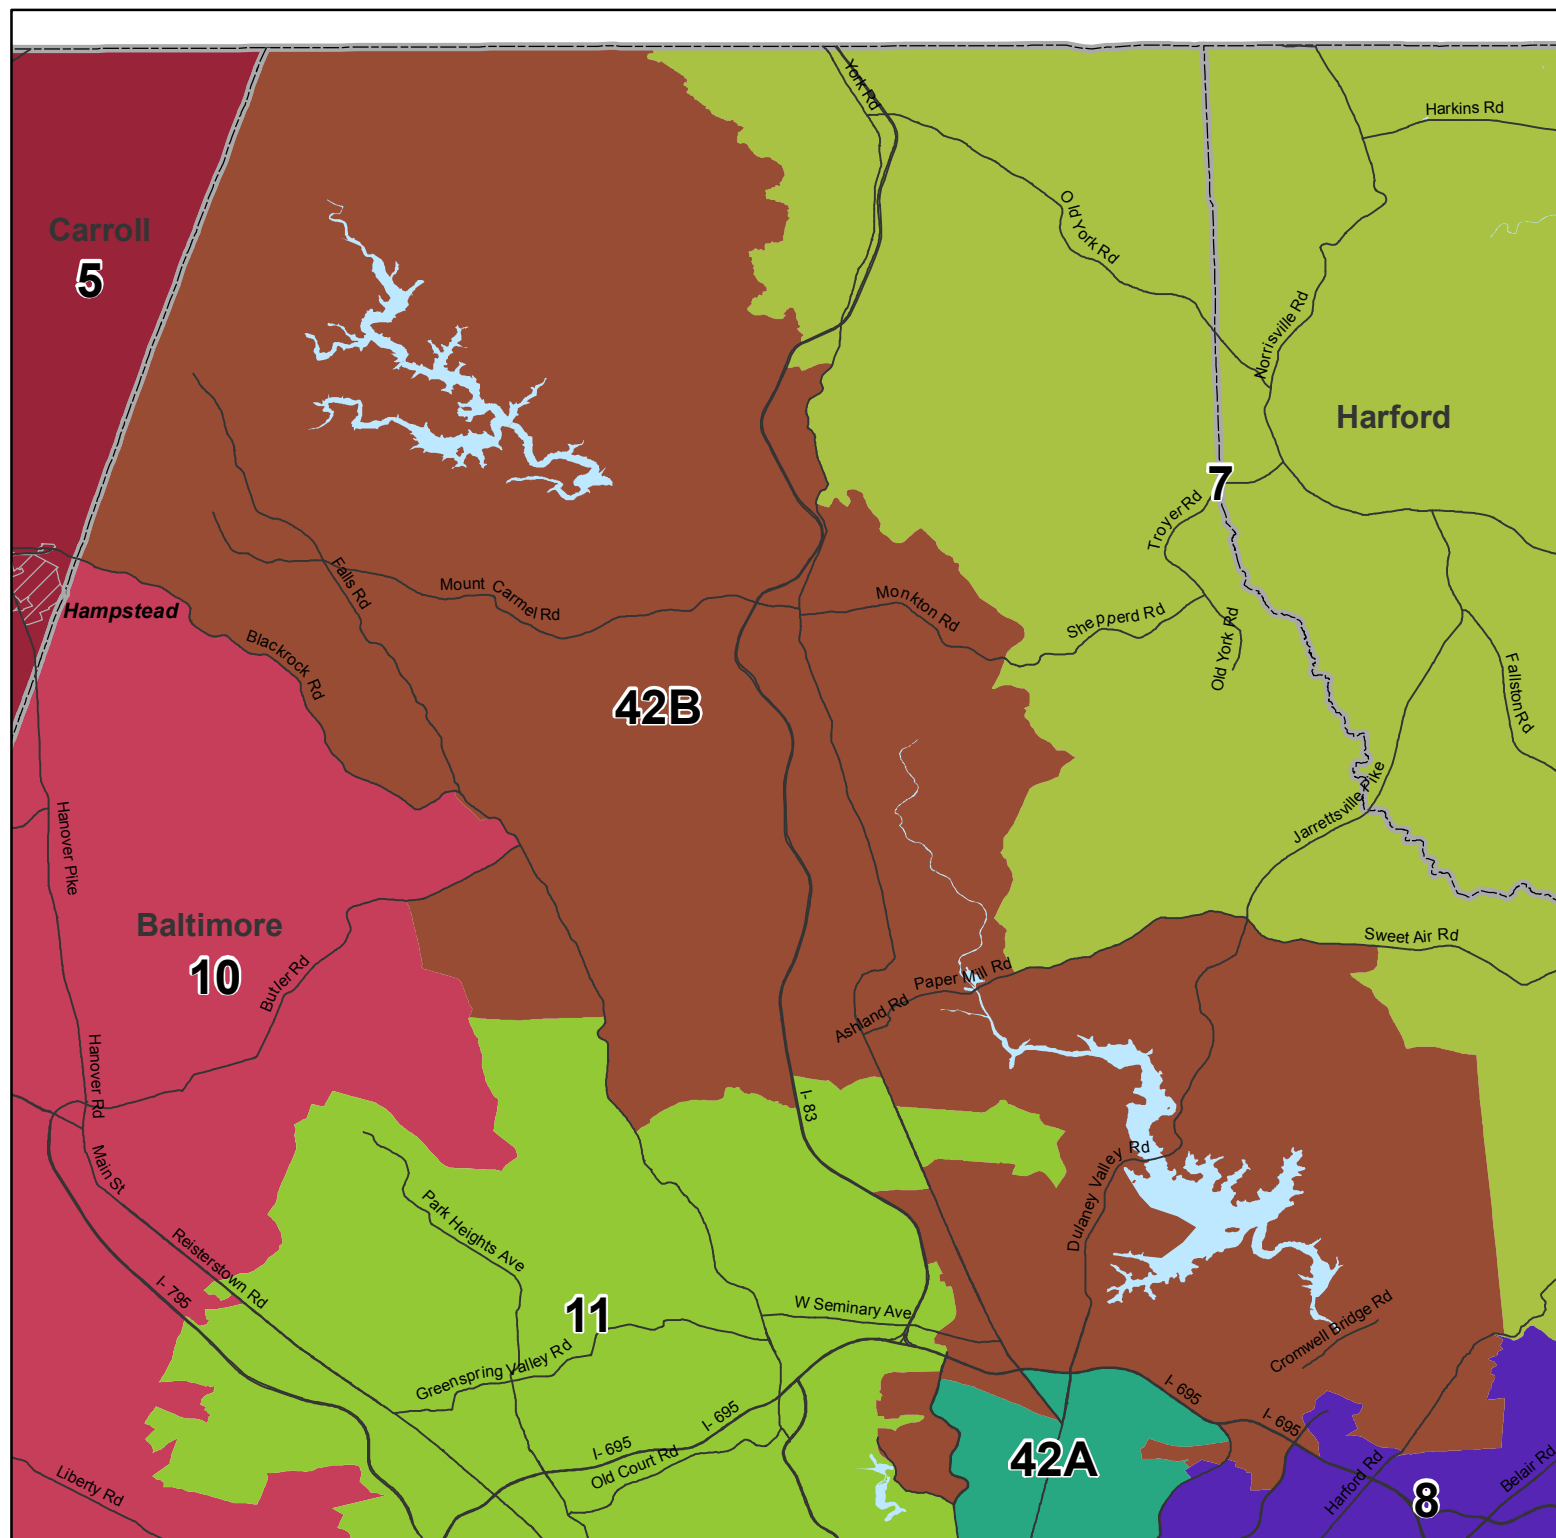 York Rd
Harkins Rd
Carroll
5
Old York Rd
Norrisville Rd
Harford
7
Troyer Rd
Falls Rd
Mount Carmel Rd
Monkton Rd
Hampstead
Shepperd Rd
Old York Rd
Blackrock Rd
Fallston Rd
42B
Jarrettsville Pike
Hanover Pike
Baltimore
10
Sweet Air Rd
Butler Rd
Paper Mill Rd
Ashland Rd
Hanover Rd
I- 83
Main St
Dulaney Valley Rd
Park Heights Ave
Reisterstown Rd
I- 795
11
W Seminary Ave
Cromwell Bridge Rd
Greenspring Valley Rd
I- 695
I- 695
I- 695
I- 695
Old Court Rd
42A
Liberty Rd
Harford Rd
8
Belair Rd